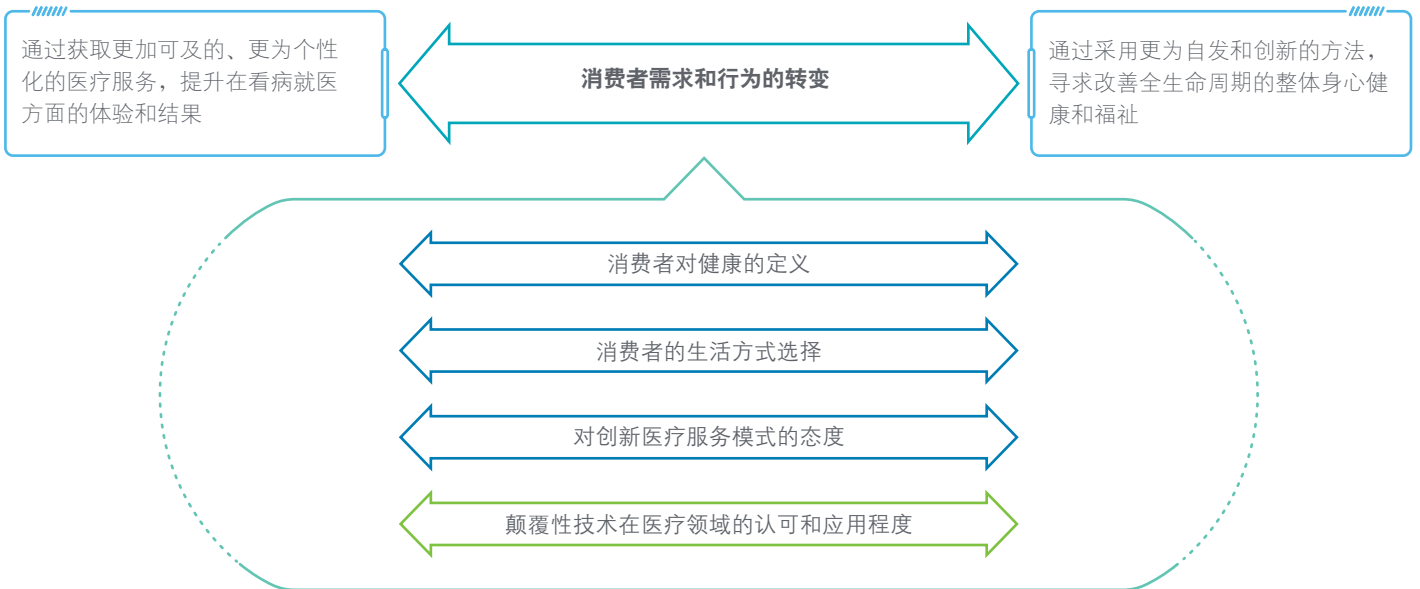 通过获取更加可及的、更为个性
化的医疗服务，提升在看病就医
方面的体验和结果
消费者需求和行为的转变
通过采用更为自发和创新的方法，
寻求改善全生命周期的整体身心健
康和福祉
消费者对健康的定义
消费者的生活方式选择
对创新医疗服务模式的态度
颠覆性技术在医疗领域的认可和应用程度